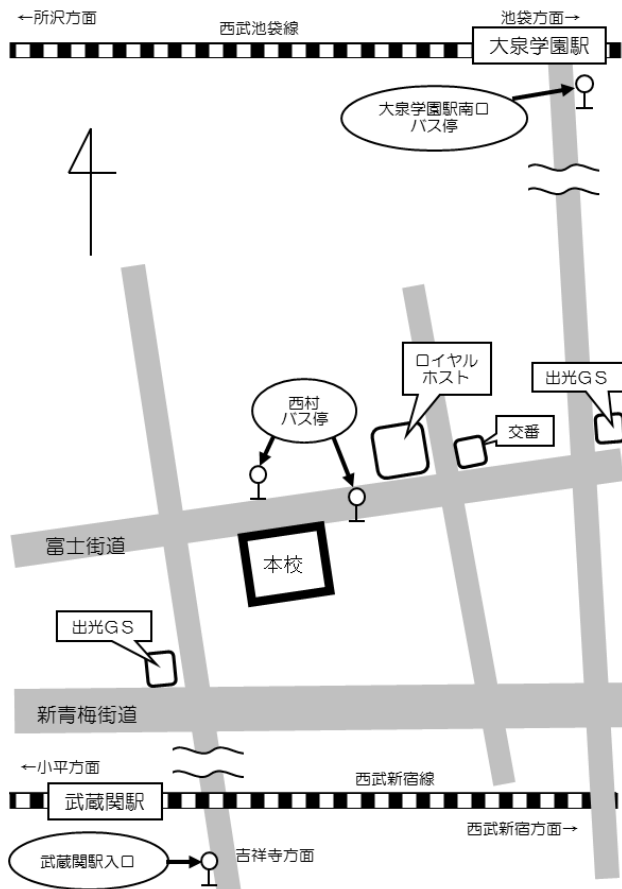 ←所沢方面
池袋方面→
西武池袋線
大泉学園駅
大泉学園駅南口
バス停
ロイヤル
ホスト
出光GS
西村
バス停
交番
富士街道
本校
出光GS
新青梅街道
←小平方面
西武新宿線
武蔵関駅
西武新宿方面→
武蔵関駅入口
吉祥寺方面